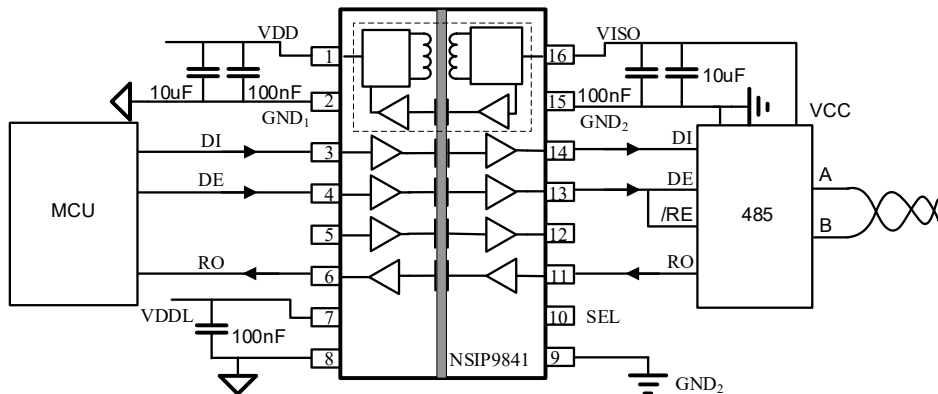 VDD
10uF
100nF
GND₁
1
2
3
4
5
6
7
8
16
15
14
13
12
11
10
9
NSIP9841
VISO
100nF
10uF
GND₂
VCC
MCU
DI
DE
RO
VDDL
100nF
DI
DE
/RE
RO
485
A
B
SEL
GND₂